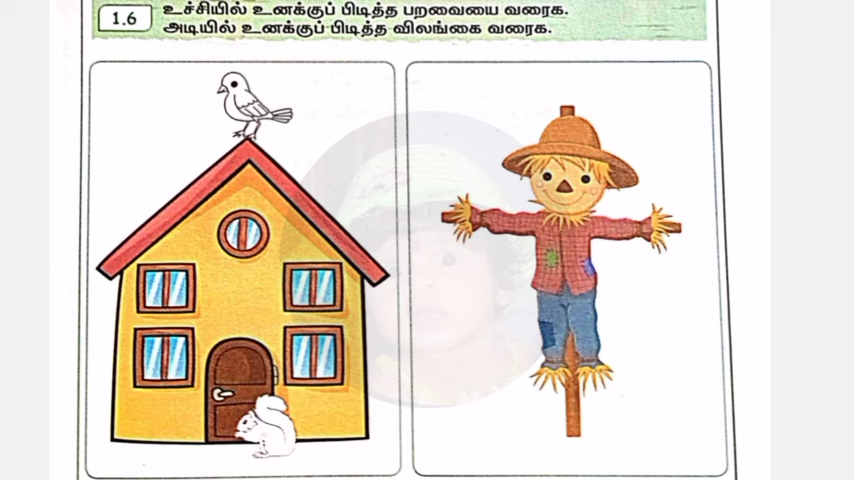 1.6
உச்சியில் உனக்குப் பிடித்த பறவையை வரைக.
அடியில் உனக்குப் பிடித்த விலங்கை வரைக.